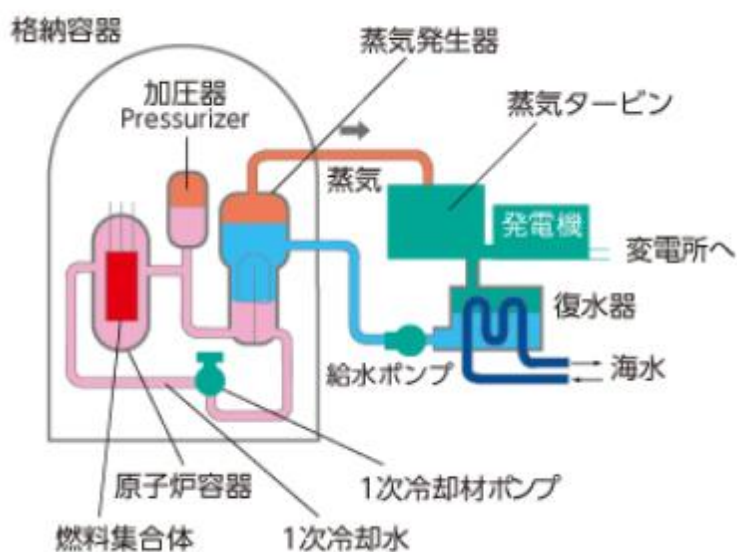 格納容器
蒸気発生器
加圧器
Pressurizer
蒸気タービン
蒸気
発電機
変電所へ
復水器
給水ポンプ
海水
原子炉容器
1次冷却材ポンプ
燃料集合体
1次冷却水